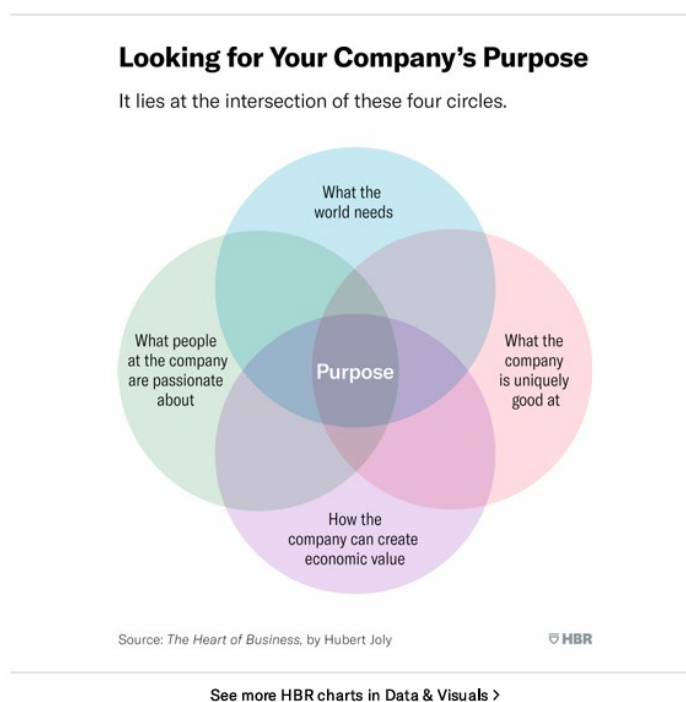 Looking for Your Company’s Purpose
It lies at the intersection of these four circles.
What the
world needs
What people
at the company
are passionate
about
Purpose
What the
company
is uniquely
good at
How the
company can create
economic value
Source: The Heart of Business, by Hubert Joly
HBR
See more HBR charts in Data & Visuals >